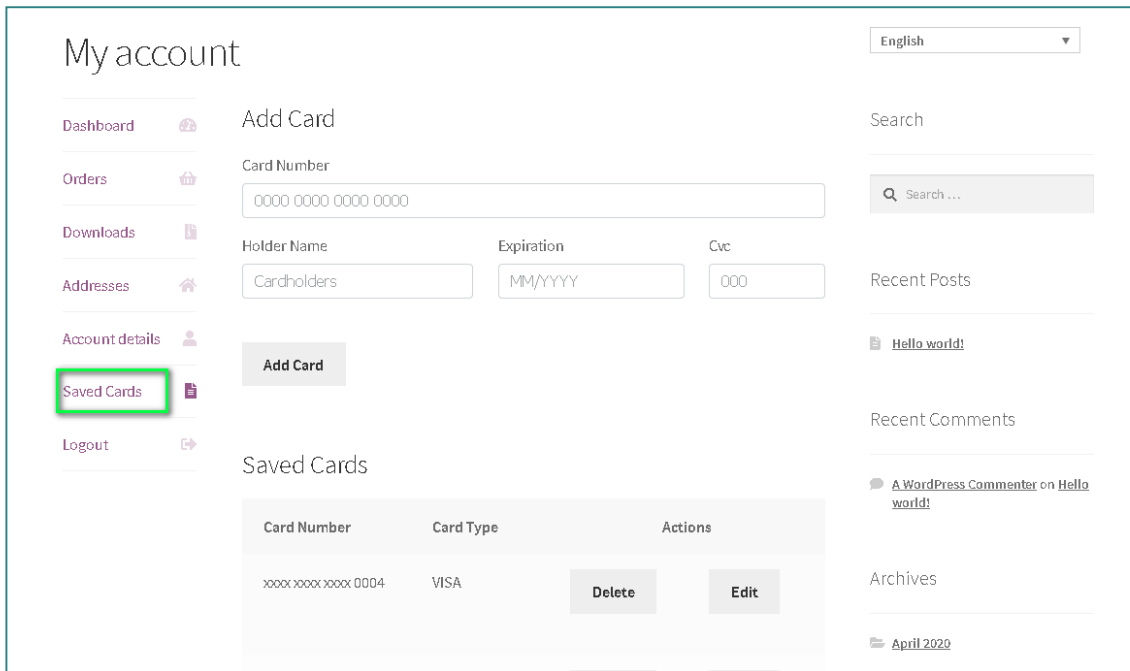 My account
English
Dashboard
Orders
Downloads
Addresses
Account details
Saved Cards
Logout
Add Card
Card Number
0000 0000 0000 0000
Holder Name Expiration Cvc
Cardholders MM/YYYY 000
Add Card
Saved Cards
Card Number Card Type Actions
xxxx xxxx xxxx 0004 VISA Delete Edit
Search
Search ...
Recent Posts
Hello world!
Recent Comments
A WordPress Commenter on Hello
world!
Archives
April 2020